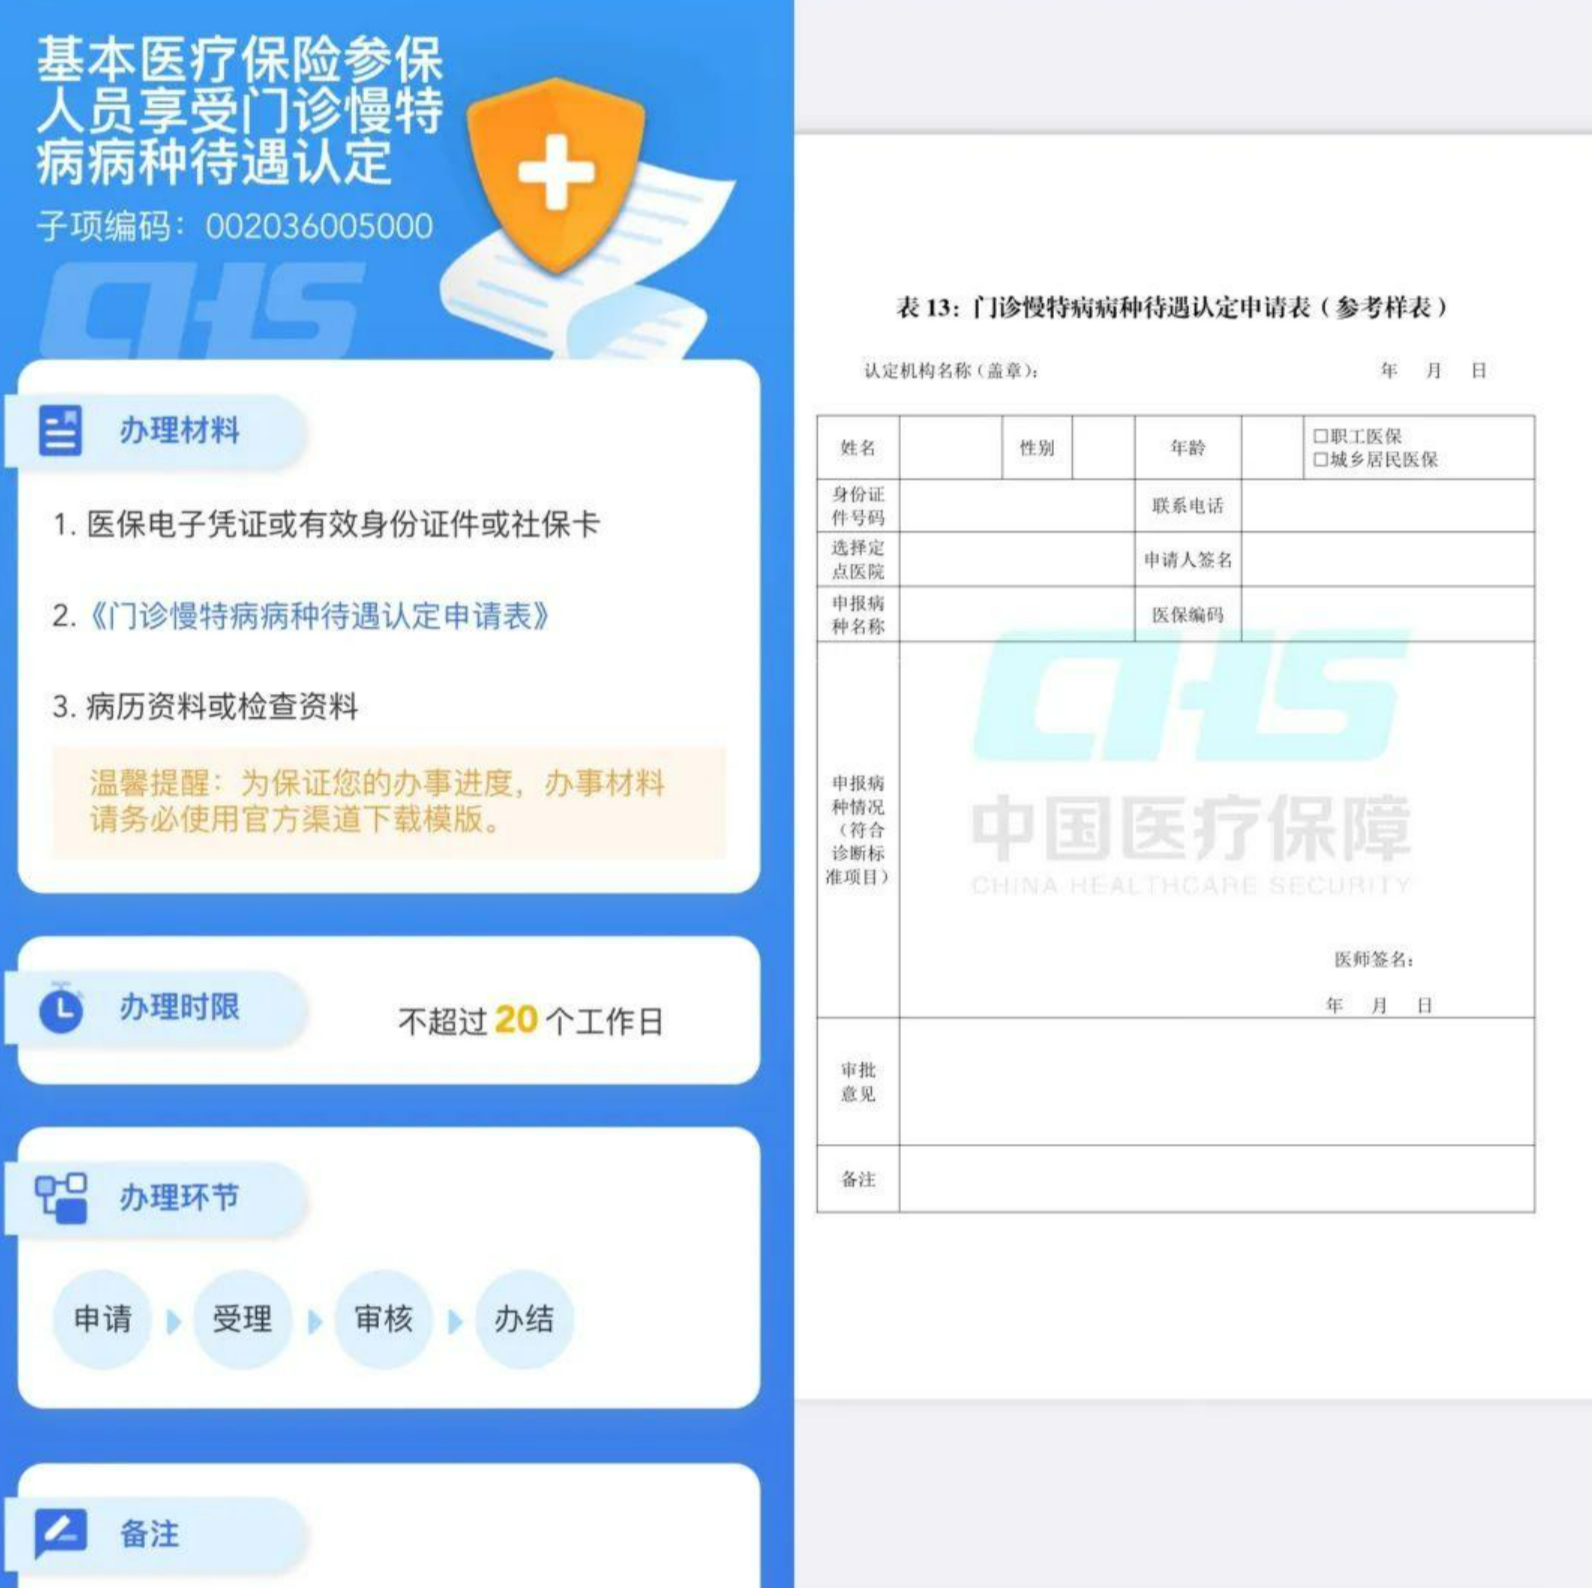 基本医疗保险参保
人员享受门诊慢特
病病种待遇认定
子项编码：002036005000
CHS
办理材料
1. 医保电子凭证或有效身份证件或社保卡
2.《门诊慢特病病种待遇认定申请表》
3. 病历资料或检查资料
温馨提醒：为保证您的办事进度，办事材料
请务必使用官方渠道下载模版。
办理时限
不超过 20 个工作日
办理环节
申请 受理 审核 办结
备注
表 13：门诊慢特病病种待遇认定申请表（参考样表）
认定机构名称（盖章）： 年 月 日
姓名 性别 年龄
□职工医保
□城乡居民医保
身份证
件号码
联系电话
选择定
点医院
申请人签名
申报病
种名称
医保编码
CHS
中国医疗保障
CHINA HEALTHCARE SECURITY
申报病
种情况
（符合
诊断标
准项目）
医师签名：
年 月 日
审批
意见
备注